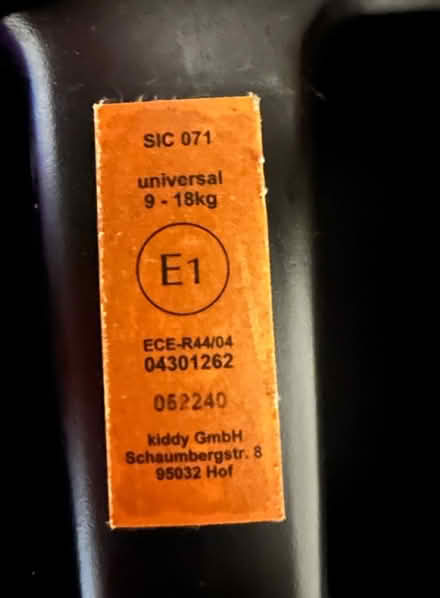 SIC 071
universal
9 - 18kg
E1
ECE-R44/04
04301262
052240
kiddy GmbH
Schaumbergstr. 8
95032 Hof